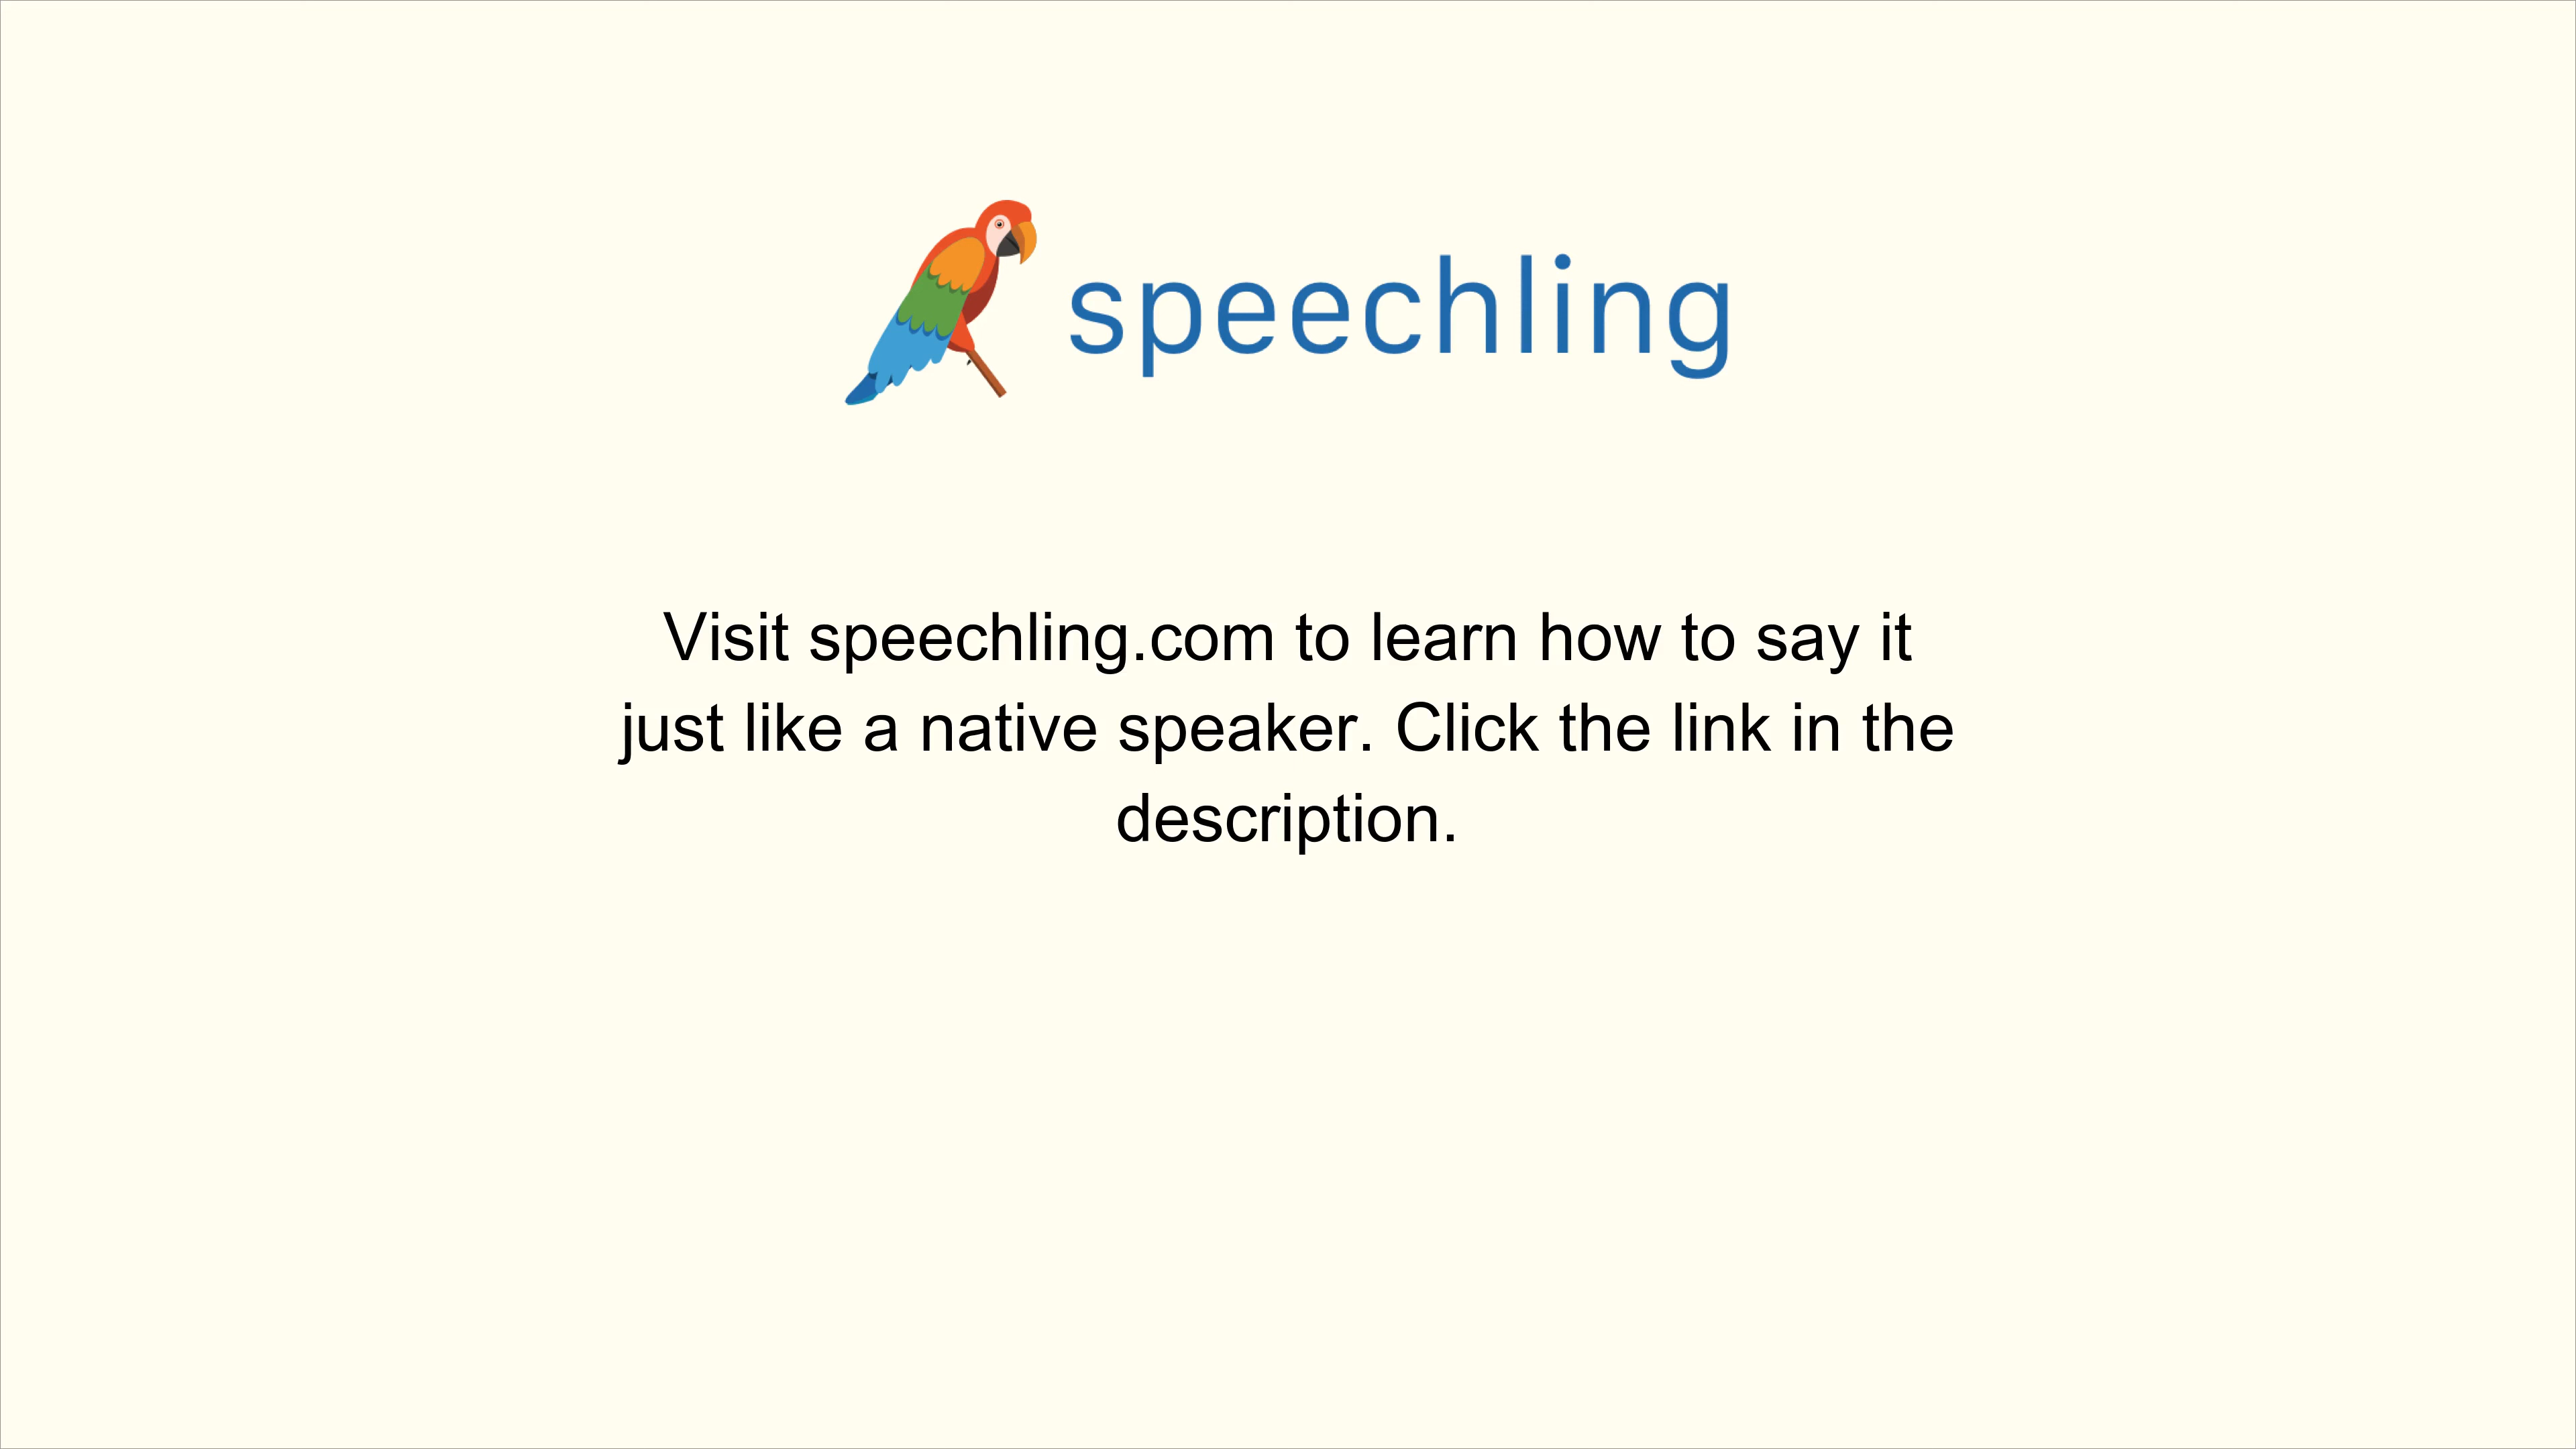 speechling
Visit speechling.com to learn how to say it
just like a native speaker. Click the link in the
description.